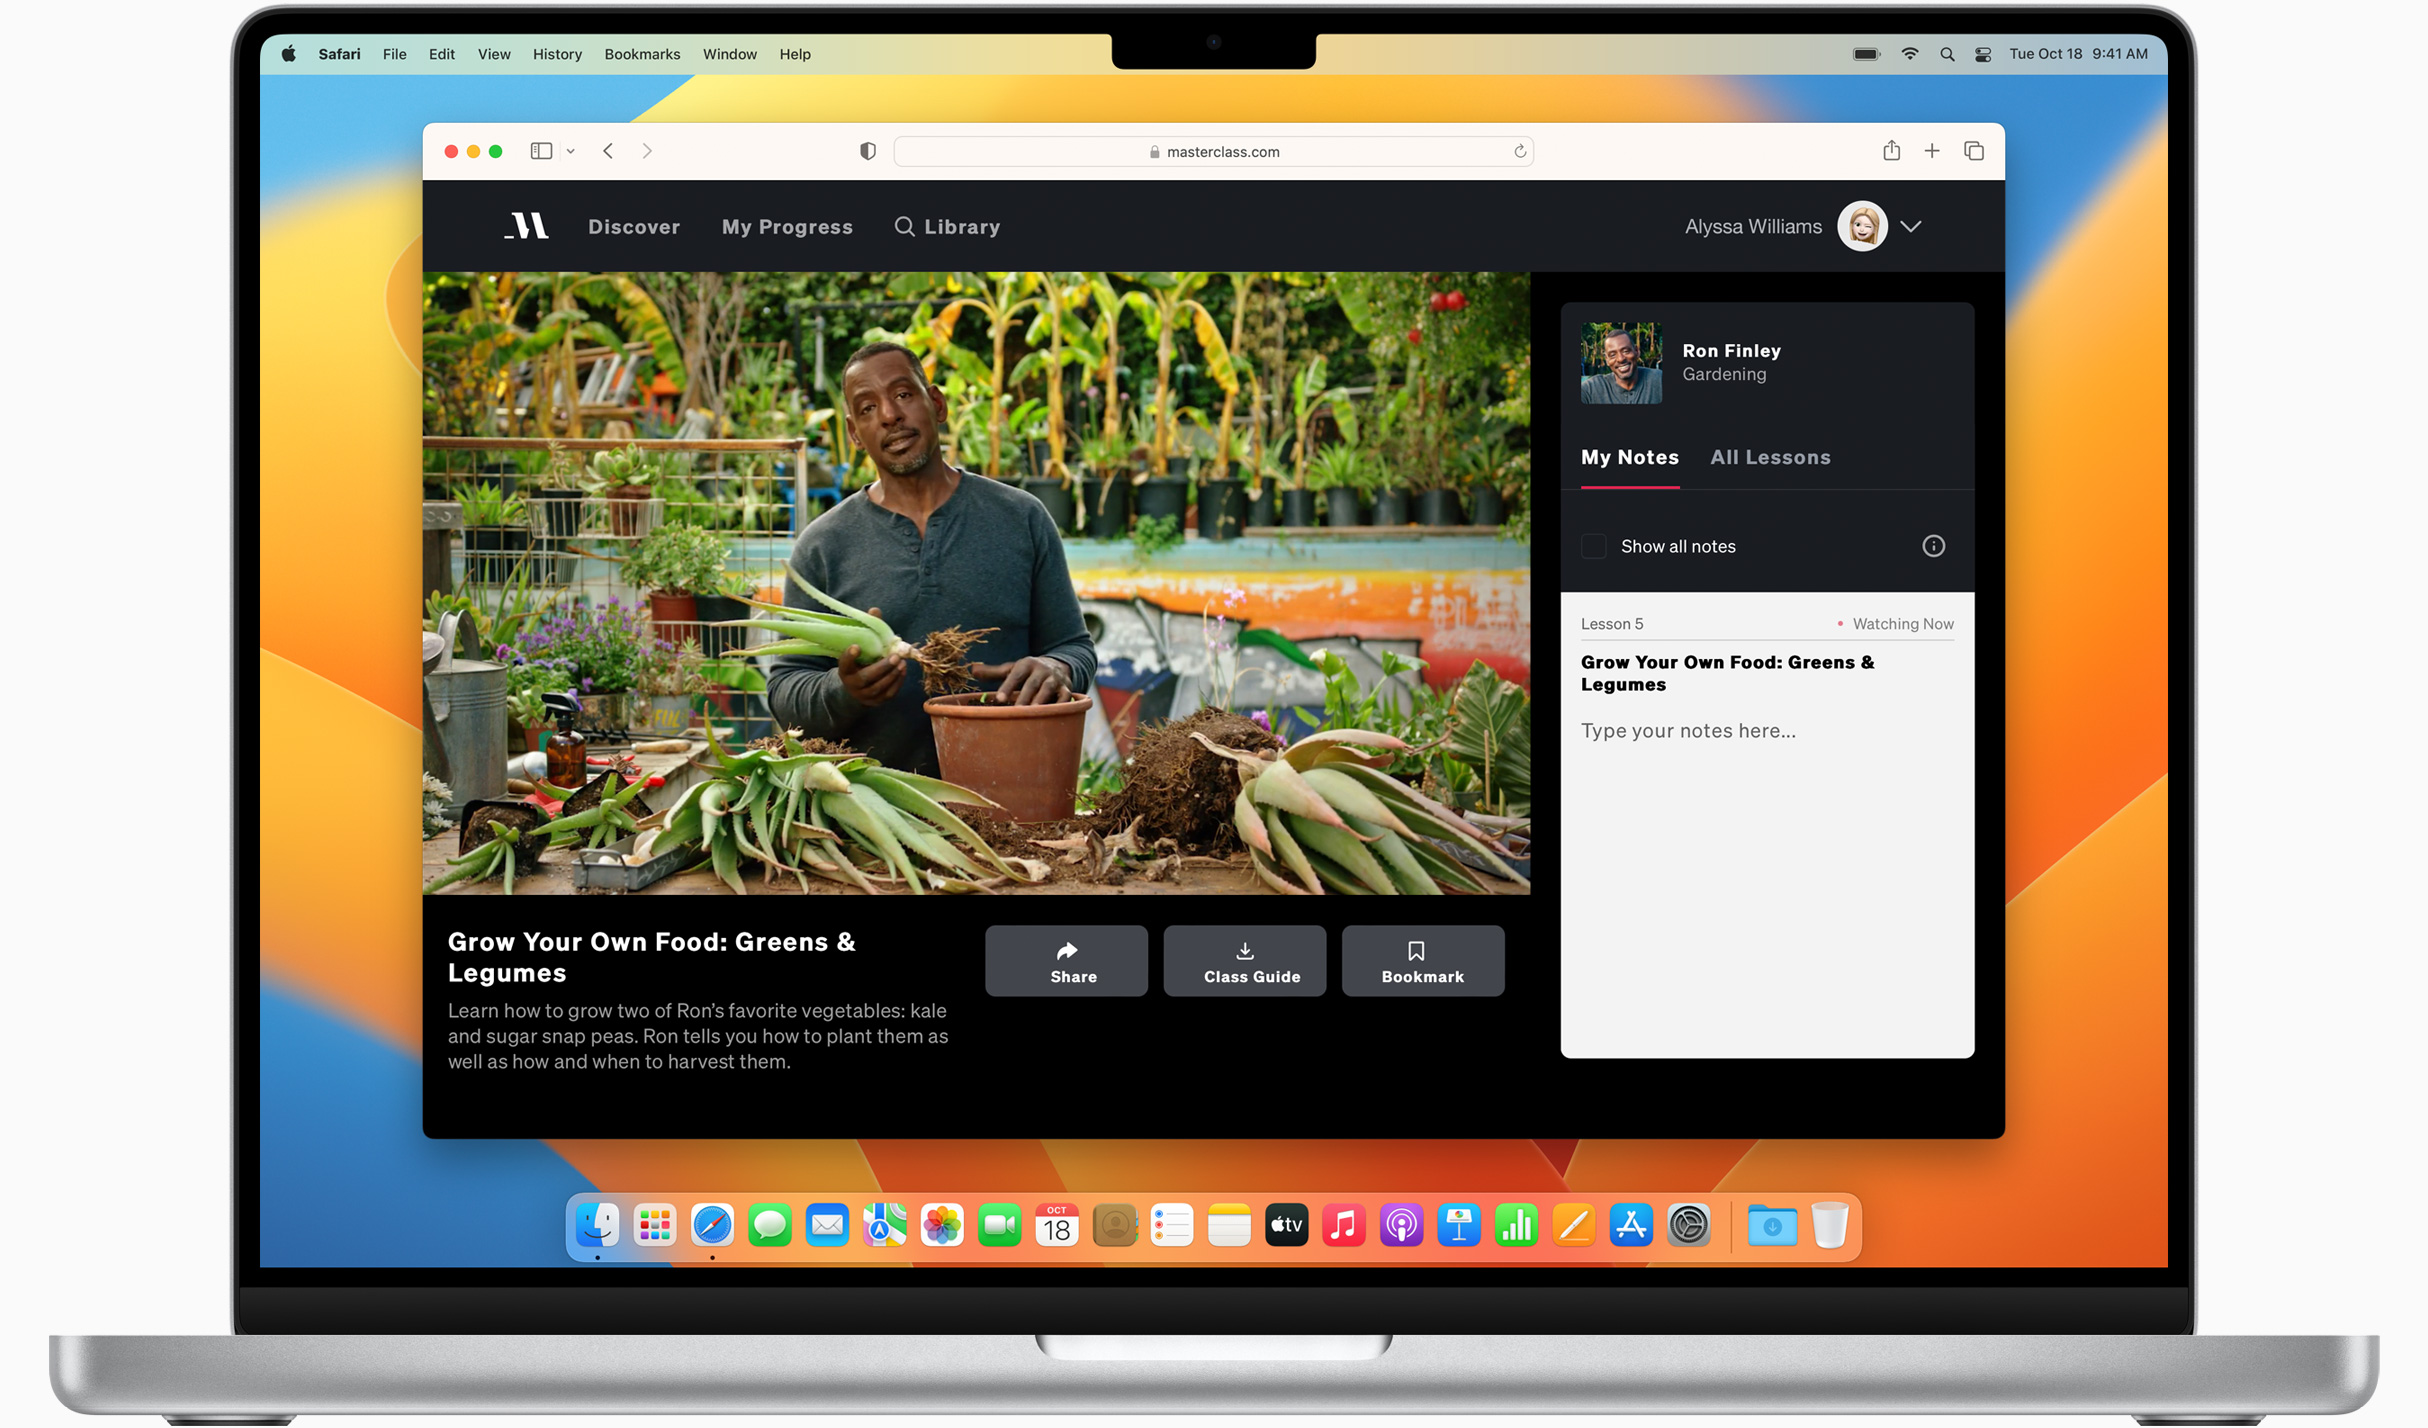 Safari File Edit View History Bookmarks Window Help
Tue Oct 18 9:41 AM
masterclass.com
Discover My Progress Library
Alyssa Williams
Ron Finley
Gardening
My Notes All Lessons
Show all notes
Lesson 5 • Watching Now
Grow Your Own Food: Greens &
Legumes
Type your notes here...
Grow Your Own Food: Greens &
Legumes
Learn how to grow two of Ron’s favorite vegetables: kale
and sugar snap peas. Ron tells you how to plant them as
well as how and when to harvest them.
Share
Class Guide
Bookmark
OCT
18
tv